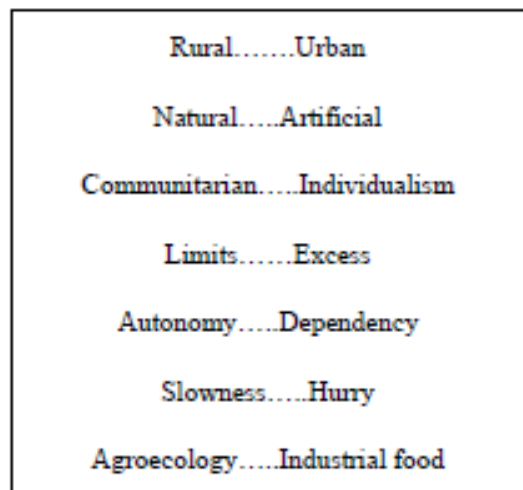 Rural.......Urban
Natural.....Artificial
Communitarian.....Individualism
Limits......Excess
Autonomy.....Dependency
Slowness.....Hurry
Agroecology.....Industrial food